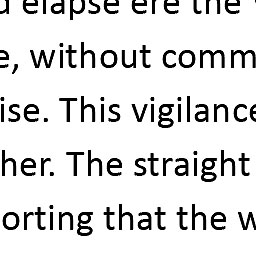 d elapse ere the
e, without comm
ise. This vigilance
her. The straight
orting that the w